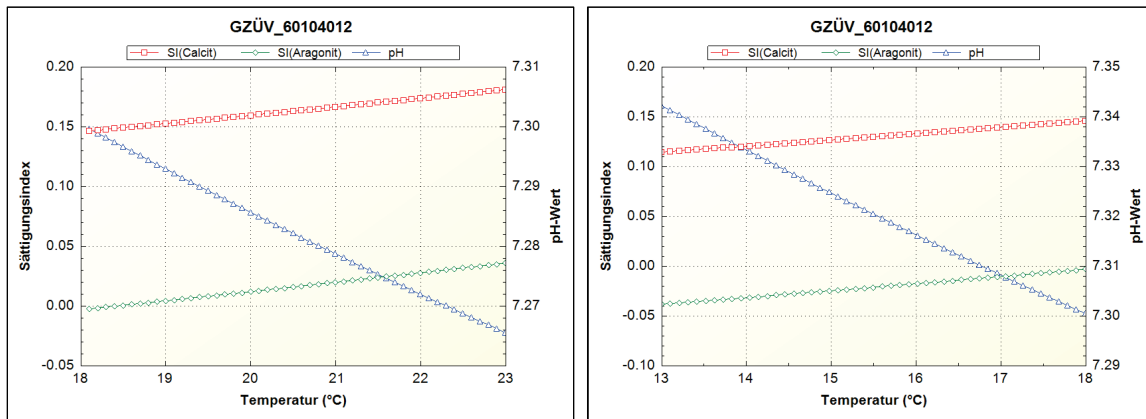 GZÜV_60104012
SI(Calcit) SI(Aragonit) pH
0.20 7.31
0.15 7.30
0.10 7.29
0.05 7.28
0.00 7.27
-0.05
Sättigungsindex
pH-Wert
18 19 20 21 22 23
Temperatur (°C)
GZÜV_60104012
SI(Calcit) SI(Aragonit) pH
0.20 7.35
0.15 7.34
0.10 7.33
0.05 7.32
0.00 7.31
-0.05 7.30
-0.10 7.29
Sättigungsindex
pH-Wert
13 14 15 16 17 18
Temperatur (°C)